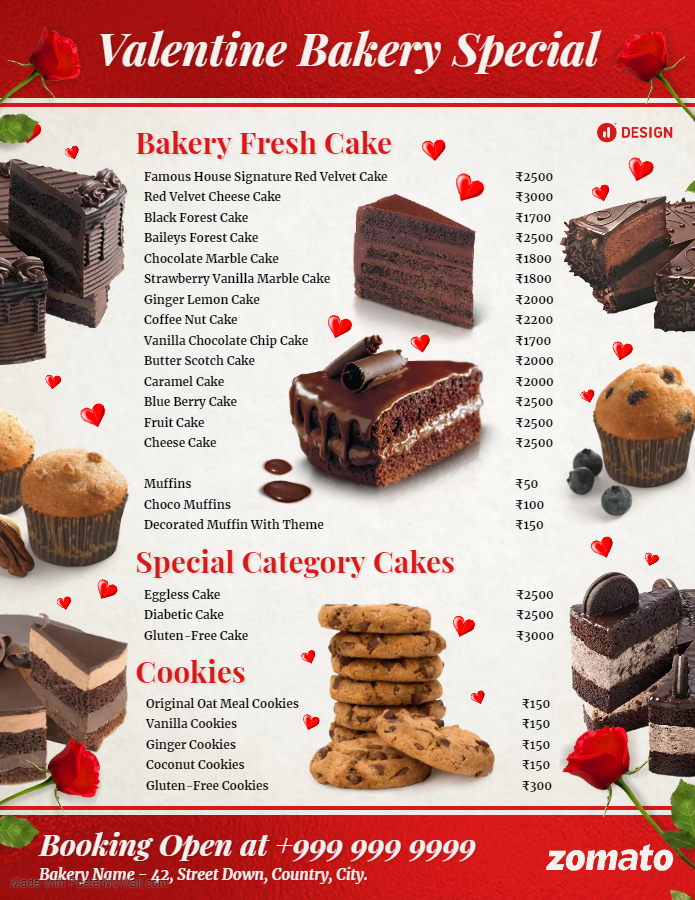 Valentine Bakery Special
DESIGN
Bakery Fresh Cake
Famous House Signature Red Velvet Cake ₹2500
Red Velvet Cheese Cake ₹3000
Black Forest Cake ₹1700
Baileys Forest Cake ₹2500
Chocolate Marble Cake ₹1800
Strawberry Vanilla Marble Cake ₹1800
Ginger Lemon Cake ₹2000
Coffee Nut Cake ₹2200
Vanilla Chocolate Chip Cake ₹1700
Butter Scotch Cake ₹2000
Caramel Cake ₹2000
Blue Berry Cake ₹2500
Fruit Cake ₹2500
Cheese Cake ₹2500
Muffins ₹50
Choco Muffins ₹100
Decorated Muffin With Theme ₹150
Special Category Cakes
Eggless Cake ₹2500
Diabetic Cake ₹2500
Gluten-Free Cake ₹3000
Cookies
Original Oat Meal Cookies ₹150
Vanilla Cookies ₹150
Ginger Cookies ₹150
Coconut Cookies ₹150
Gluten-Free Cookies ₹300
Booking Open at +999 999 9999
zomato
Bakery Name - 42, Street Down, Country, City.
Made with PosterMyWall.com